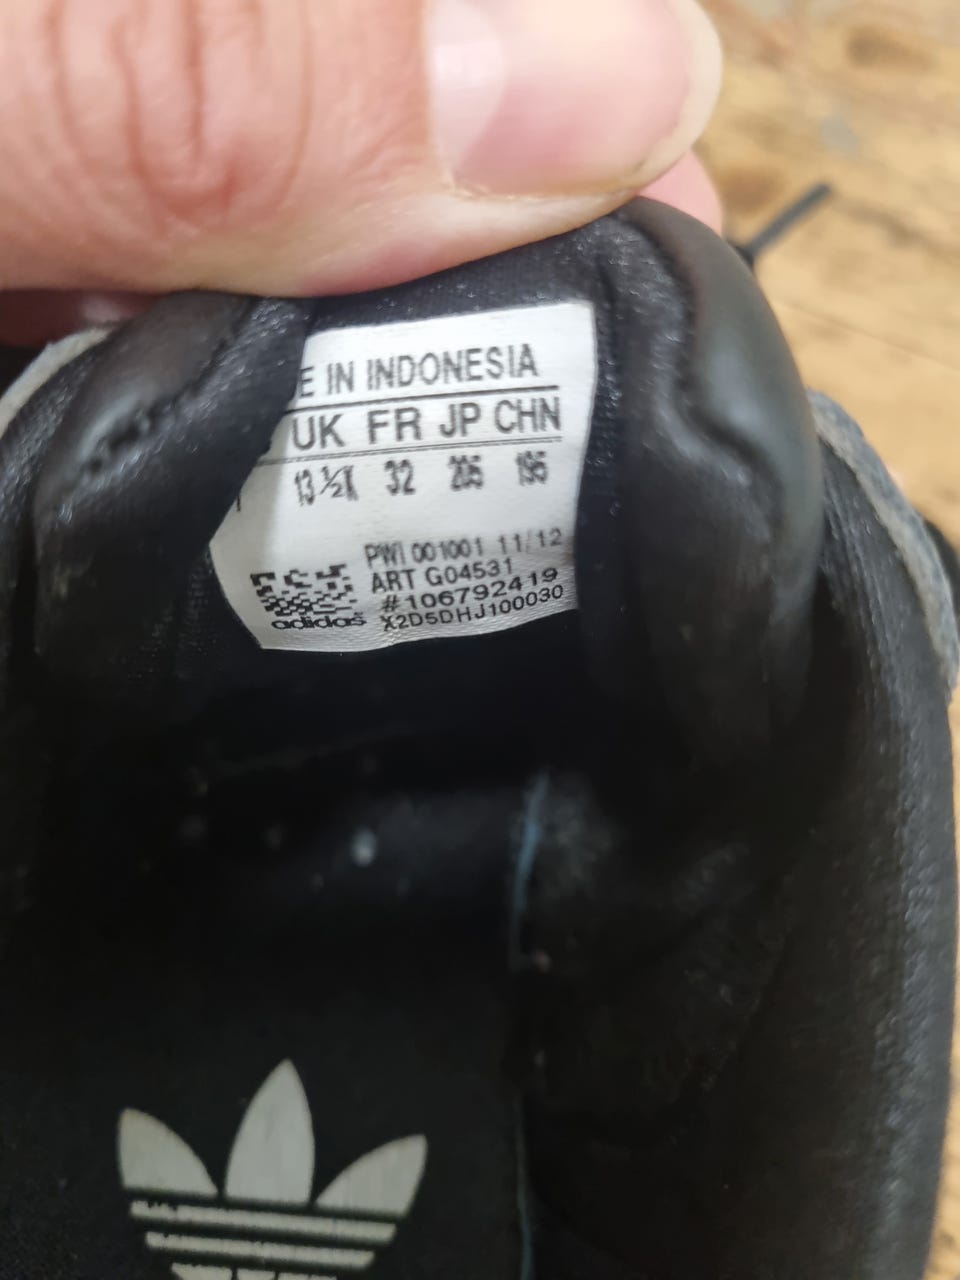 E IN INDONESIA
UK FR JP CHN
13 ½K 32 205 195
PWI 001001 11/12
ART G04531
#106792419
X2D5DHJ100030
adidas